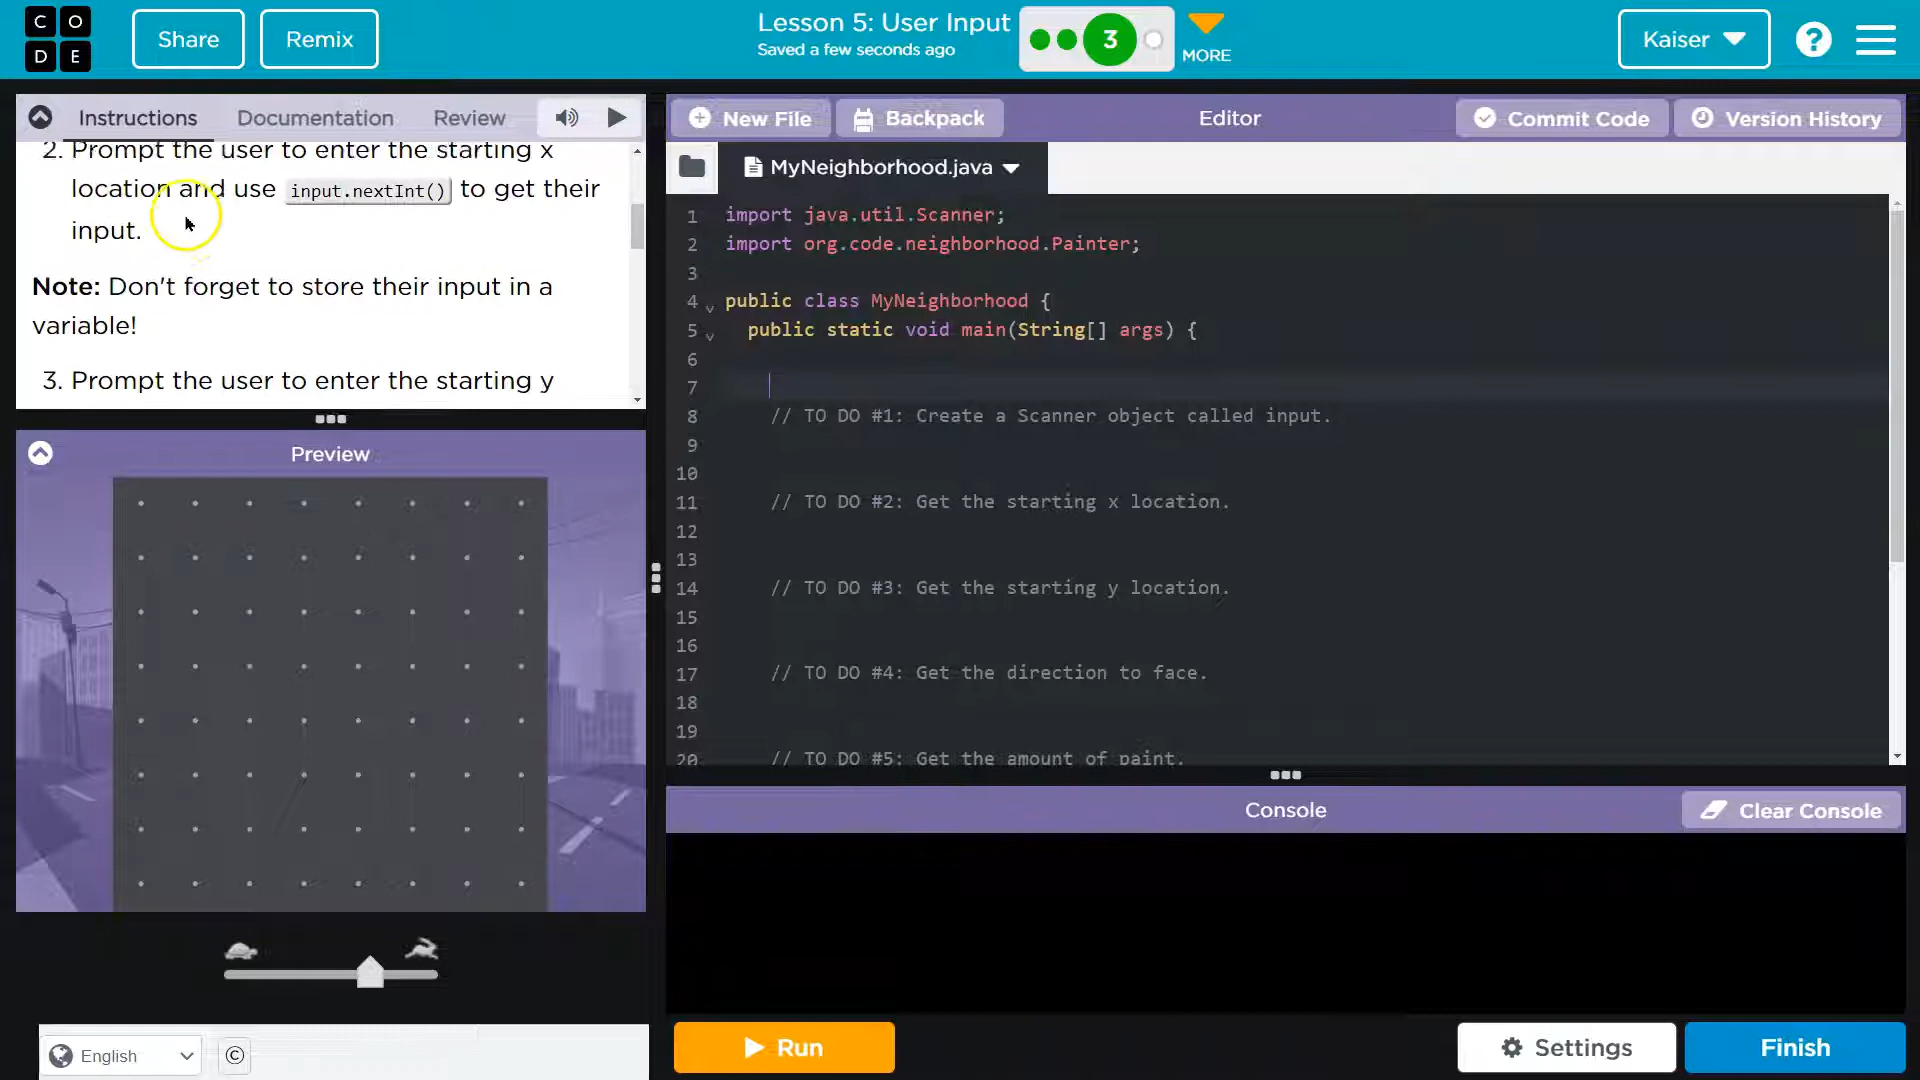 C O
D E
Share
Remix
Lesson 5: User Input
Saved a few seconds ago
3
MORE
Kaiser
?
Instructions
Documentation
Review
2. Prompt the user to enter the starting x
location and use input.nextInt() to get their
input.
Note: Don't forget to store their input in a
variable!
3. Prompt the user to enter the starting y
Preview
English
©
New File
Backpack
Editor
Commit Code
Version History
MyNeighborhood.java
1 import java.util.Scanner;
2 import org.code.neighborhood.Painter;
3
4 public class MyNeighborhood {
5 public static void main(String[] args) {
6
7
8 // TO DO #1: Create a Scanner object called input.
9
10
11 // TO DO #2: Get the starting x location.
12
13
14 // TO DO #3: Get the starting y location.
15
16
17 // TO DO #4: Get the direction to face.
18
19
20 // TO DO #5: Get the amount of paint.
Console
Clear Console
Run
Settings
Finish